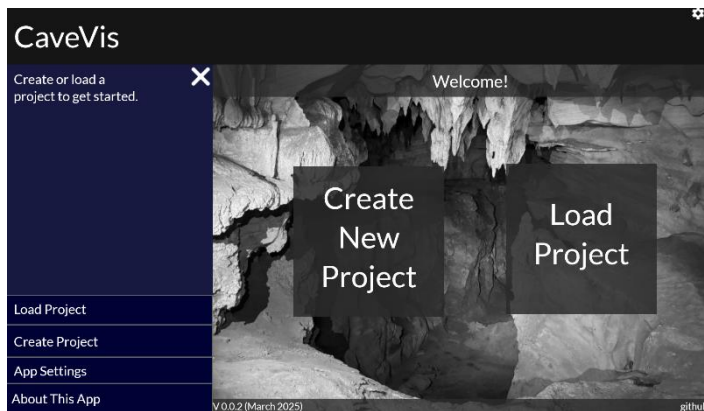 CaveVis
Create or load a
project to get started.
Welcome!
Create
New
Project
Load
Project
Load Project
Create Project
App Settings
About This App
V 0.0.2 (March 2025)
github